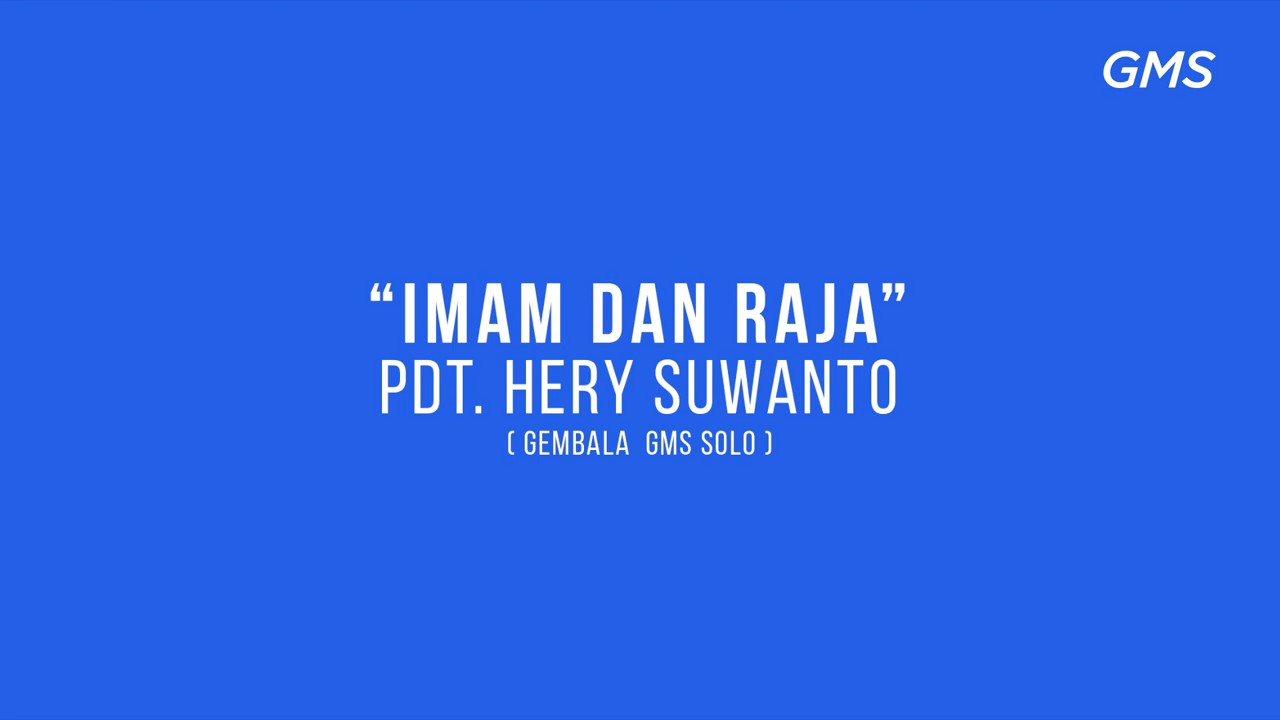 GMS
“IMAM DAN RAJA”
PDT. HERY SUWANTO
( GEMBALA GMS SOLO )